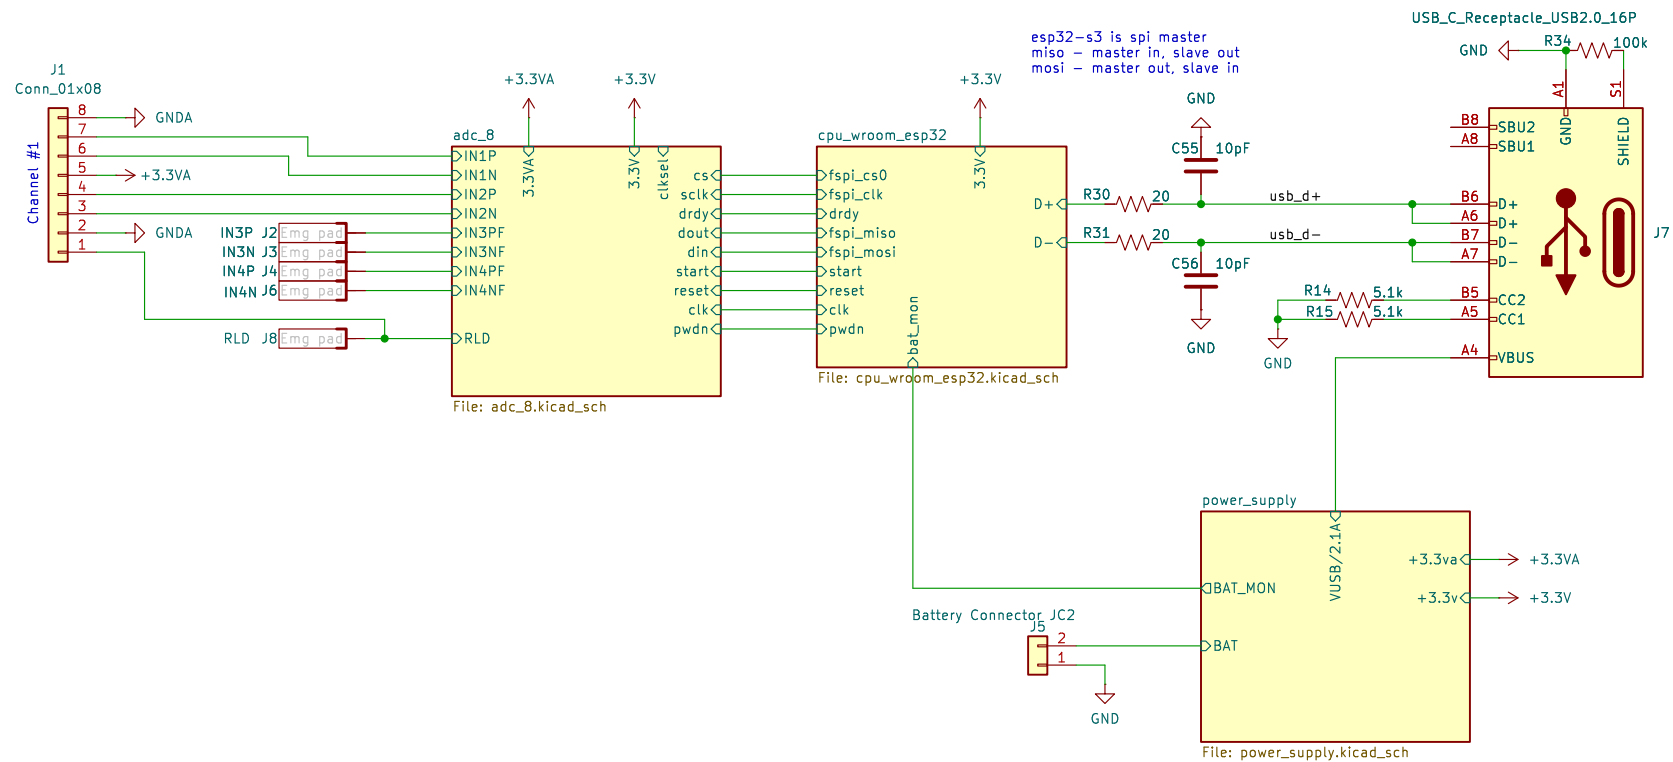 USB_C_Receptacle_USB2.0_16P
esp32-s3 is spi master
miso - master in, slave out
mosi - master out, slave in
GND
R34
100k
J1
Conn_01x08
+3.3VA
+3.3V
+3.3V
A1
S1
GND
8
GNDA
7
6
5
+3.3VA
4
3
2
GNDA
1
Channel #1
IN3P J2 Emg pad
IN3N J3 Emg pad
IN4P J4 Emg pad
IN4N J6 Emg pad
RLD J8 Emg pad
adc_8
IN1P
IN1N
IN2P
IN2N
IN3PF
IN3NF
IN4PF
IN4NF
RLD
3.3VA
3.3V
clksel
cs
sclk
drdy
dout
din
start
reset
clk
pwdn
File: adc_8.kicad_sch
cpu_wroom_esp32
3.3V
fspi_cs0
fspi_clk
drdy
fspi_miso
fspi_mosi
start
reset
clk
pwdn
bat_mon
D+
D-
File: cpu_wroom_esp32.kicad_sch
C55 10pF
R30 20
usb_d+
R31 20
usb_d-
C56 10pF
GND
R14 5.1k
R15 5.1k
GND
B8 SBU2
A8 SBU1
GND
SHIELD
B6 D+
A6 D+
B7 D-
A7 D-
J7
B5 CC2
A5 CC1
A4 VBUS
power_supply
VUSB/2.1A
+3.3va
+3.3VA
+3.3v
+3.3V
BAT_MON
BAT
Battery Connector JC2
J5
2
1
GND
File: power_supply.kicad_sch